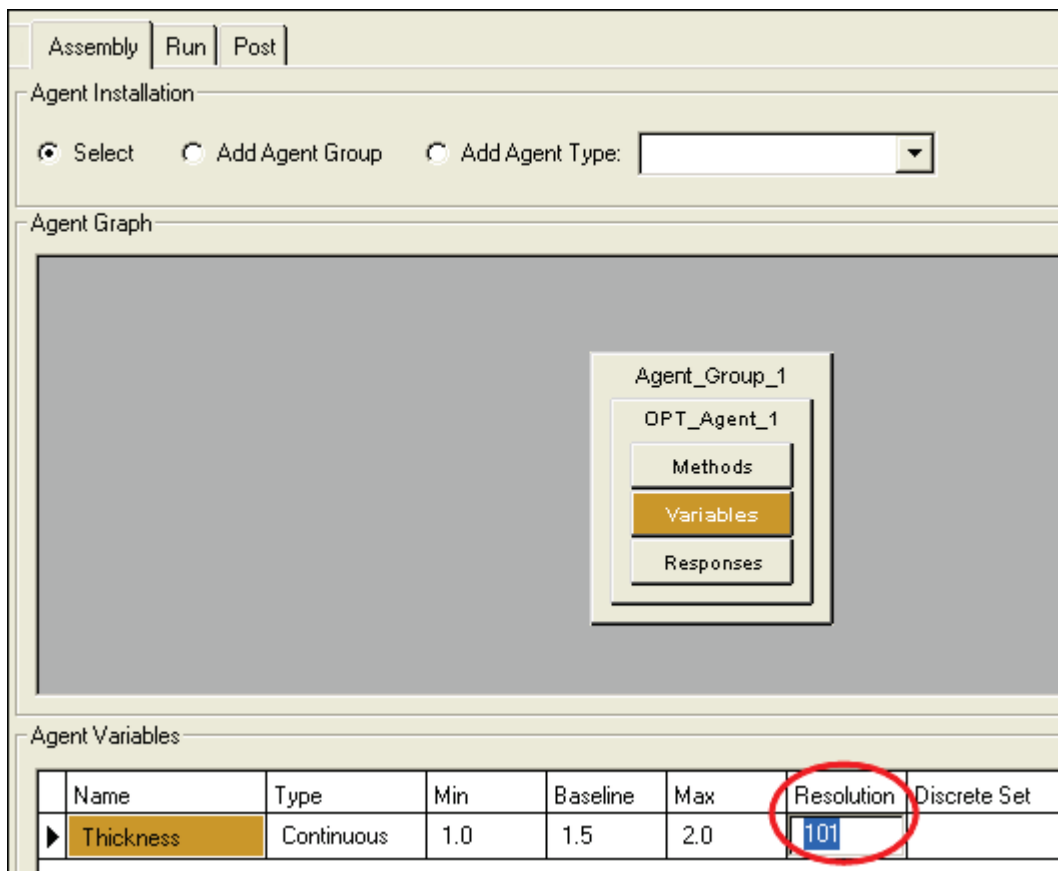 Assembly Run Post
Agent Installation
Select Add Agent Group Add Agent Type:
Agent Graph
Agent_Group_1
OPT_Agent_1
Methods
Variables
Responses
Agent Variables
Name Type Min Baseline Max Resolution Discrete Set
Thickness Continuous 1.0 1.5 2.0 101